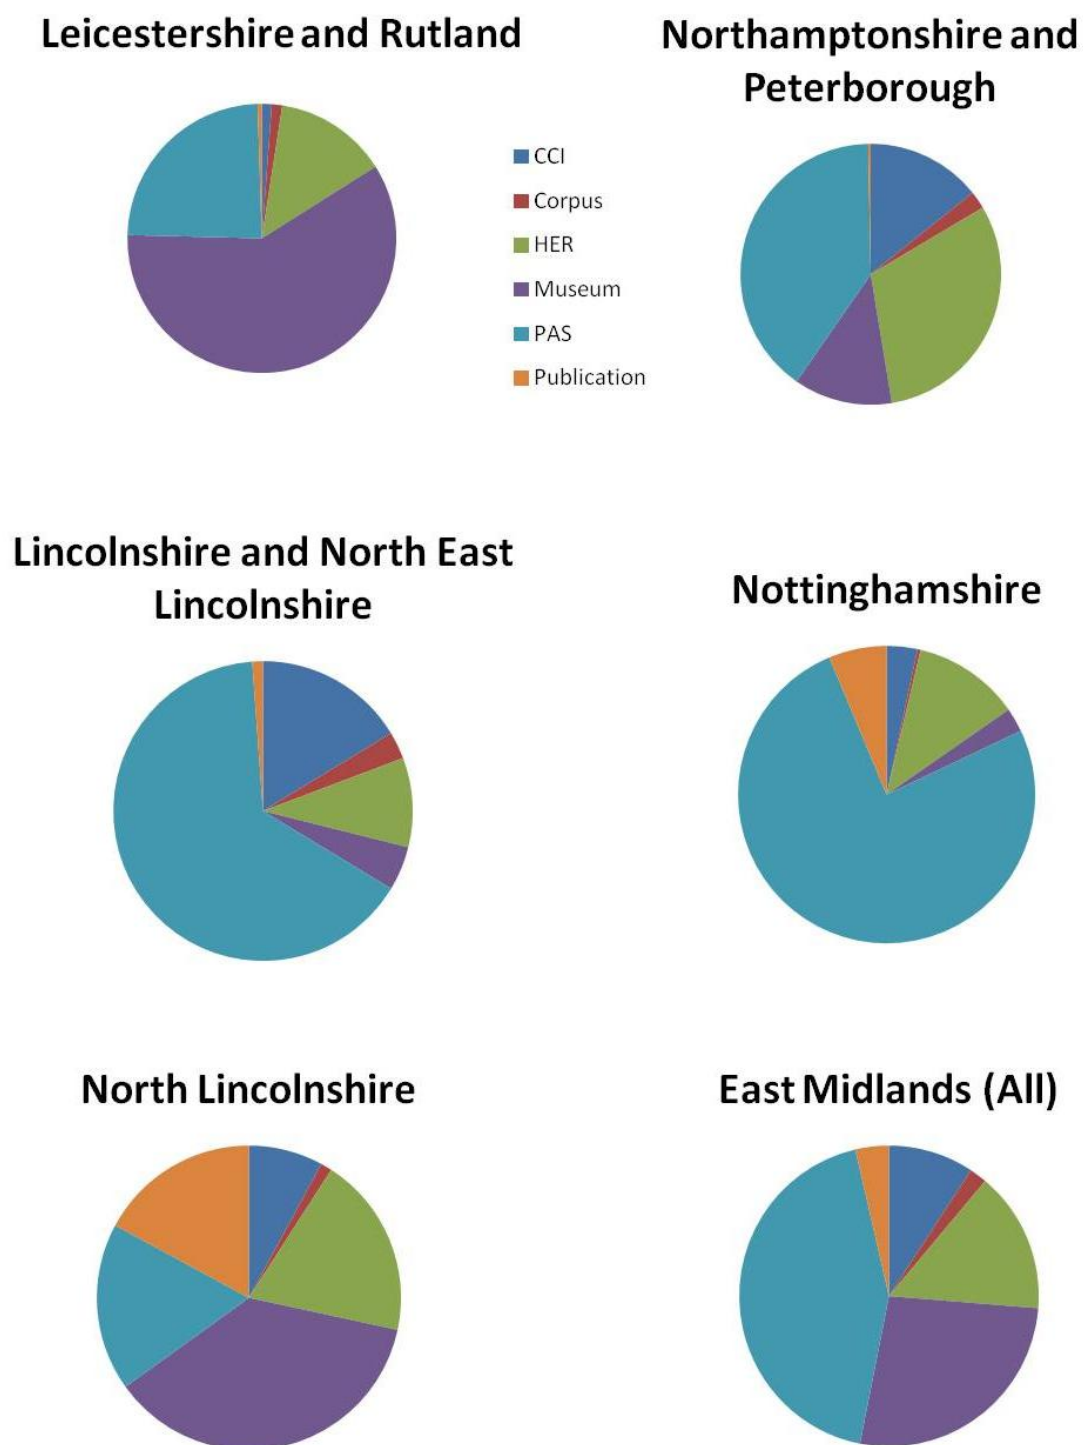 Leicestershire and Rutland
Northamptonshire and
Peterborough
CCI
Corpus
HER
Museum
PAS
Publication
Lincolnshire and North East
Lincolnshire
Nottinghamshire
North Lincolnshire
East Midlands (All)